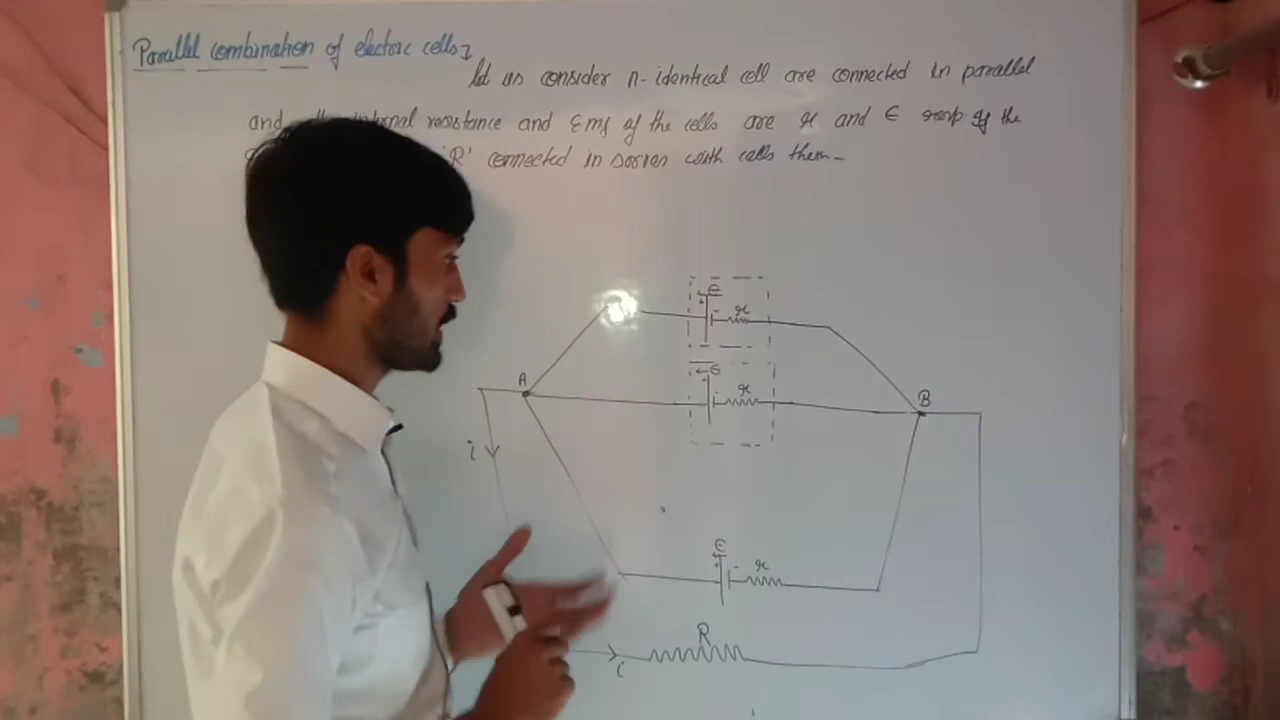 Parallel combination of electric cells :-
let us consider n- identical cell are connected in parallel
and resistance and Emf of the cells are r and E resp of the
'R' connected in series with cells then -
E
r
E
r
A
B
i
E
r
R
i